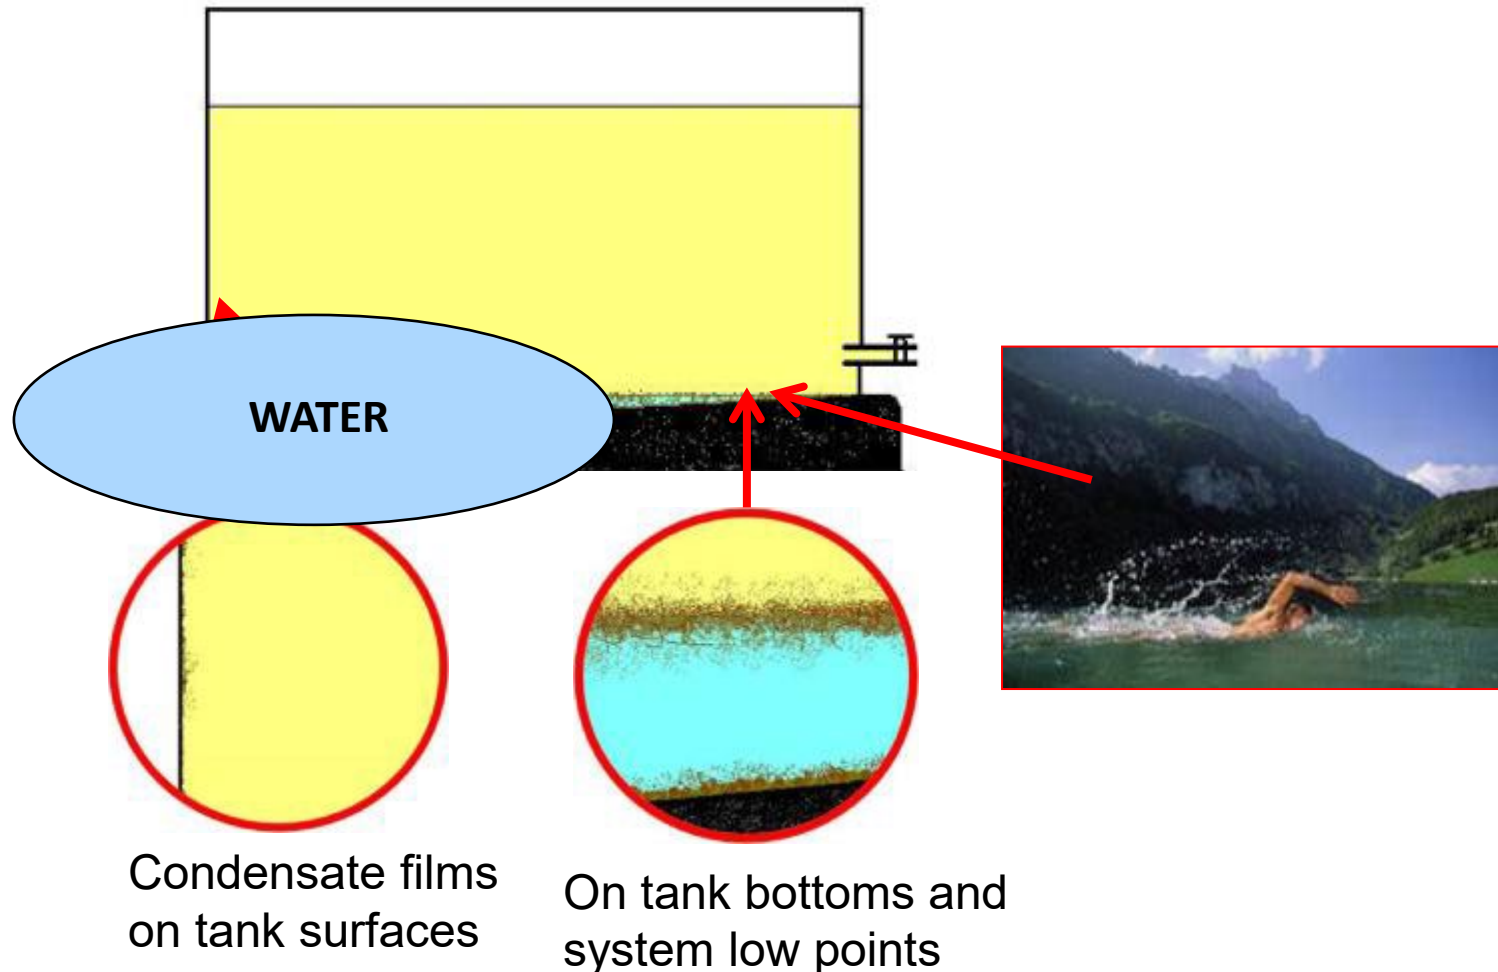 WATER
Condensate films
on tank surfaces
On tank bottoms and
system low points